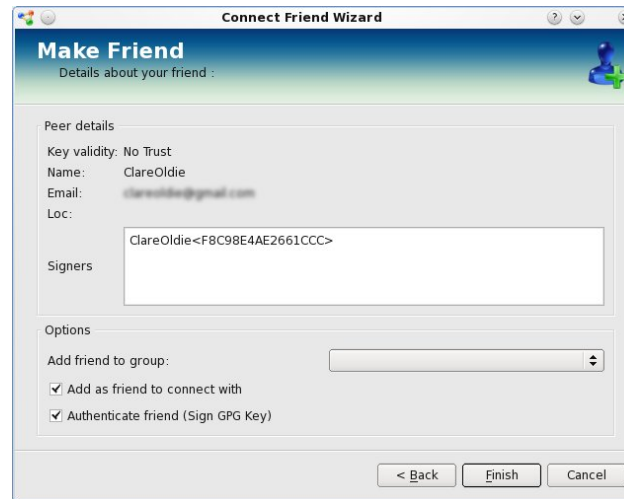 Connect Friend Wizard
Make Friend
Details about your friend :
Peer details
Key validity: No Trust
Name: ClareOldie
Email:
Loc:
Signers
ClareOldie<F8C98E4AE2661CCC>
Options
Add friend to group:
Add as friend to connect with
Authenticate friend (Sign GPG Key)
< Back
Finish
Cancel